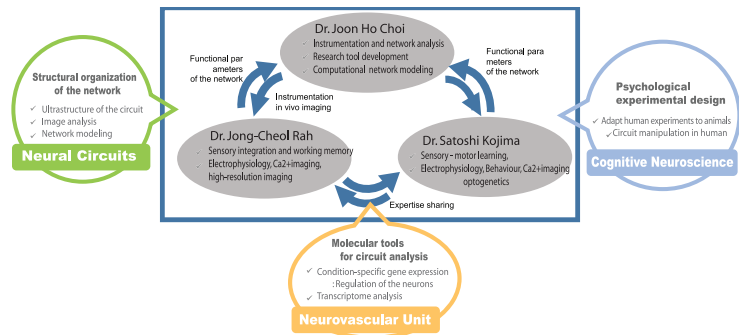 Dr. Joon Ho Choi
Instrumentation and network analysis
Research tool development
Computational network modeling
Functional par
ameters
of the network
Functional para
meters
of the network
Instrumentation
in vivo imaging
Structural organization
of the network
Ultrastructure of the circuit
Image analysis
Network modeling
Neural Circuits
Dr. Jong-Cheol Rah
Sensory integration and working memory
Electrophysiology, Ca2+imaging,
high-resolution imaging
Dr. Satoshi Kojima
Sensory-motor learning,
Electrophysiology, Behaviour, Ca2+imaging
optogenetics
Psychological
experimental design
Adapt human experiments to animals
Circuit manipulation in human
Cognitive Neuroscience
Expertise sharing
Molecular tools
for circuit analysis
Condition-specific gene expression
: Regulation of the neurons
Transcriptome analysis
Neurovascular Unit